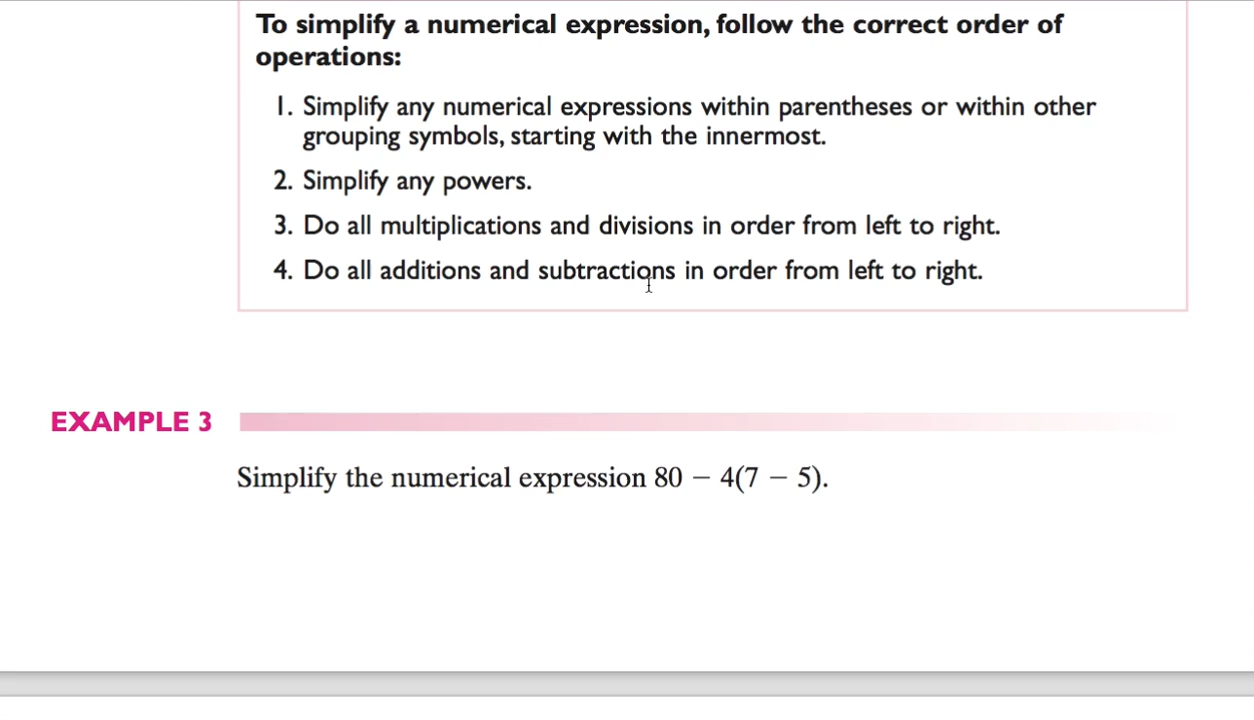 To simplify a numerical expression, follow the correct order of
operations:
1. Simplify any numerical expressions within parentheses or within other
grouping symbols, starting with the innermost.
2. Simplify any powers.
3. Do all multiplications and divisions in order from left to right.
4. Do all additions and subtractions in order from left to right.
EXAMPLE 3
Simplify the numerical expression 80 − 4(7 − 5).